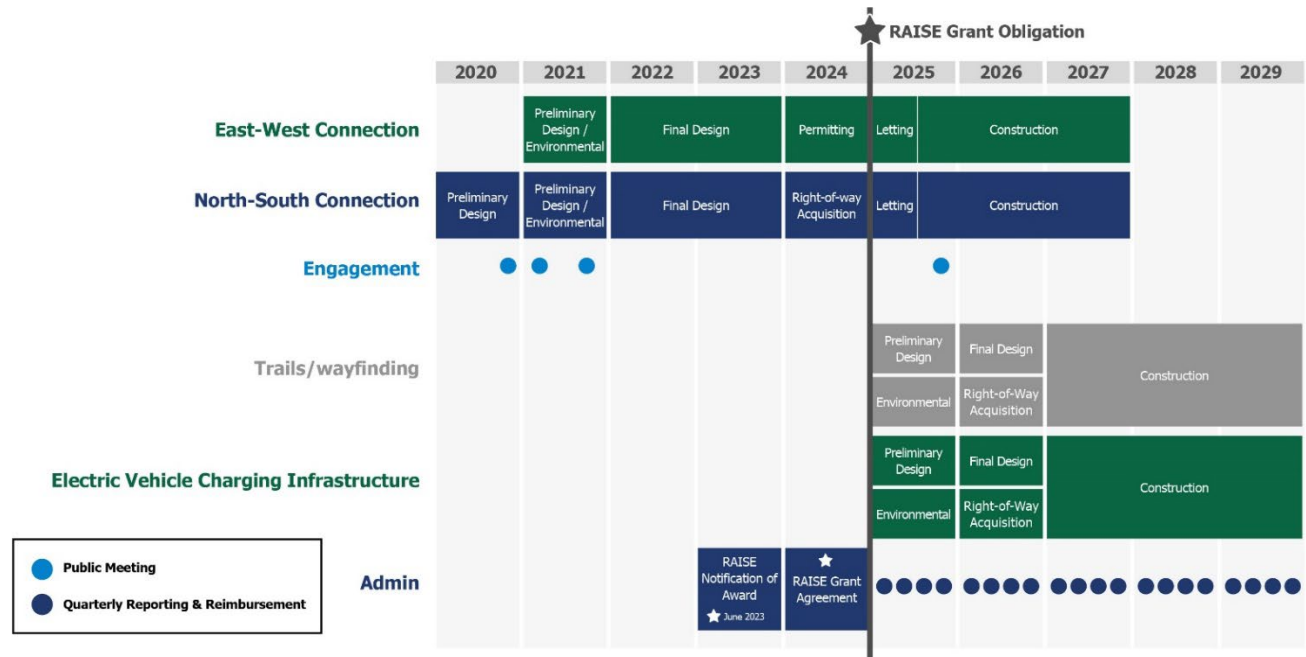 RAISE Grant Obligation
2020 2021 2022 2023 2024 2025 2026 2027 2028 2029
East-West Connection
Preliminary
Design /
Environmental
Final Design
Permitting
Letting
Construction
North-South Connection
Preliminary
Design
Preliminary
Design /
Environmental
Final Design
Right-of-way
Acquisition
Letting
Construction
Engagement
Trails/wayfinding
Preliminary
Design
Final Design
Environmental
Right-of-Way
Acquisition
Construction
Electric Vehicle Charging Infrastructure
Preliminary
Design
Final Design
Environmental
Right-of-Way
Acquisition
Construction
Admin
RAISE
Notification of
Award
June 2023
RAISE Grant
Agreement
Public Meeting
Quarterly Reporting & Reimbursement